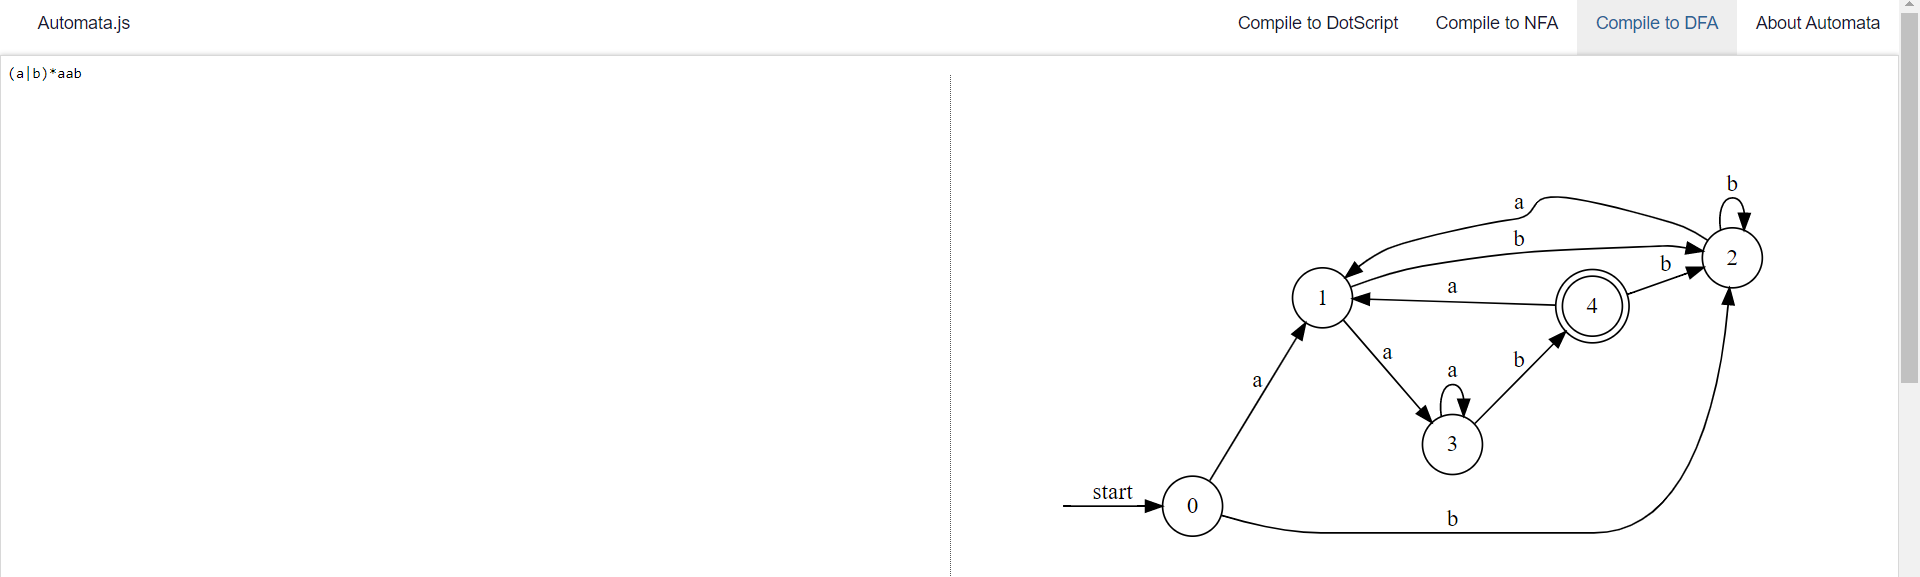 Automata.js Compile to DotScript Compile to NFA Compile to DFA About Automata
(a|b)*aab
b
a
b
2
b
a
1
4
a
b
a
3
a
start
0
b